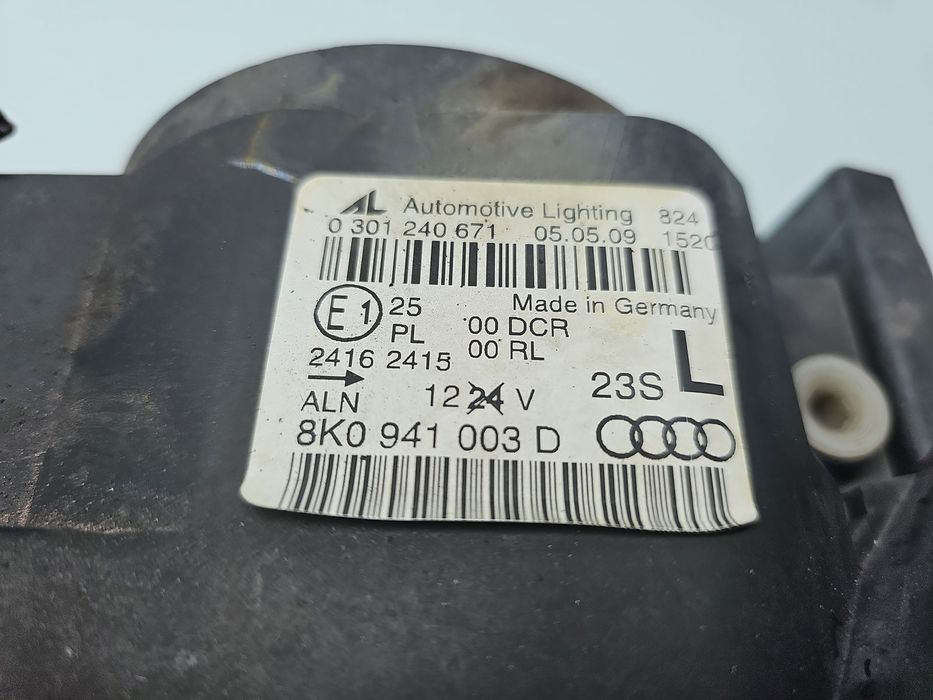 AL Automotive Lighting 824
0 301 240 671 05.05.09 1520
Made in Germany
E1 25 00 DCR
PL 00 RL L
2416 2415
ALN 12 24 V 23S
8K0 941 003 D